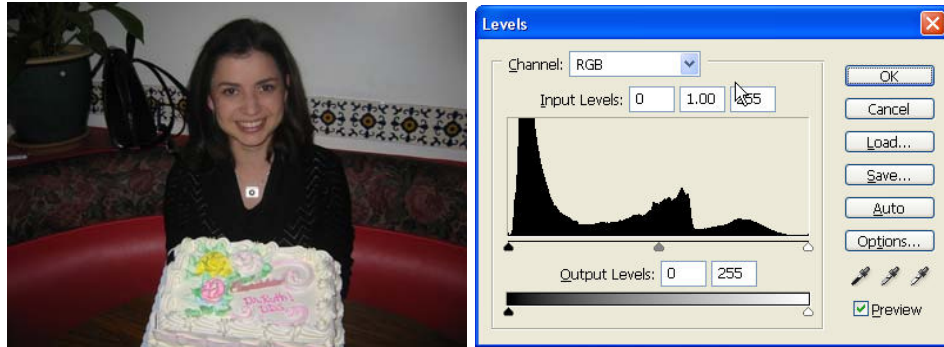 Levels
Channel: RGB
OK
Input Levels: 0 1.00
Cancel
Load...
Save...
Auto
Options...
Output Levels: 0 255
Preview